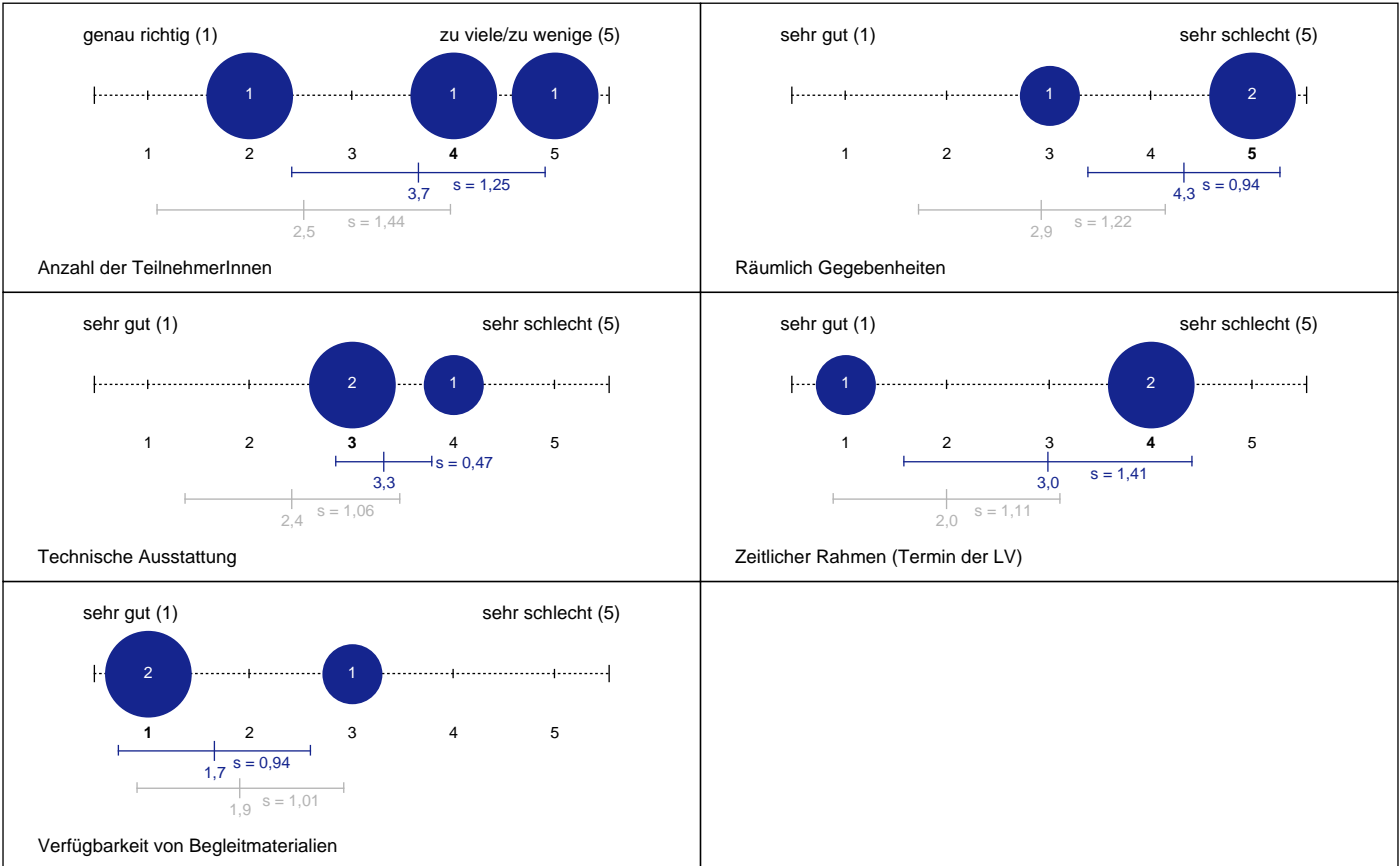 genau richtig (1) zu viele/zu wenige (5)
1 1 1
1 2 3 4 5
s = 1,25
3,7
s = 1,44
2,5
Anzahl der TeilnehmerInnen
sehr gut (1) sehr schlecht (5)
1 2
1 2 3 4 5
s = 0,94
4,3
s = 1,22
2,9
Räumlich Gegebenheiten
sehr gut (1) sehr schlecht (5)
2 1
1 2 3 4 5
s = 0,47
3,3
s = 1,06
2,4
Technische Ausstattung
sehr gut (1) sehr schlecht (5)
1 2
1 2 3 4 5
s = 1,41
3,0
s = 1,11
2,0
Zeitlicher Rahmen (Termin der LV)
sehr gut (1) sehr schlecht (5)
2 1
1 2 3 4 5
s = 0,94
1,7
s = 1,01
1,9
Verfügbarkeit von Begleitmaterialien